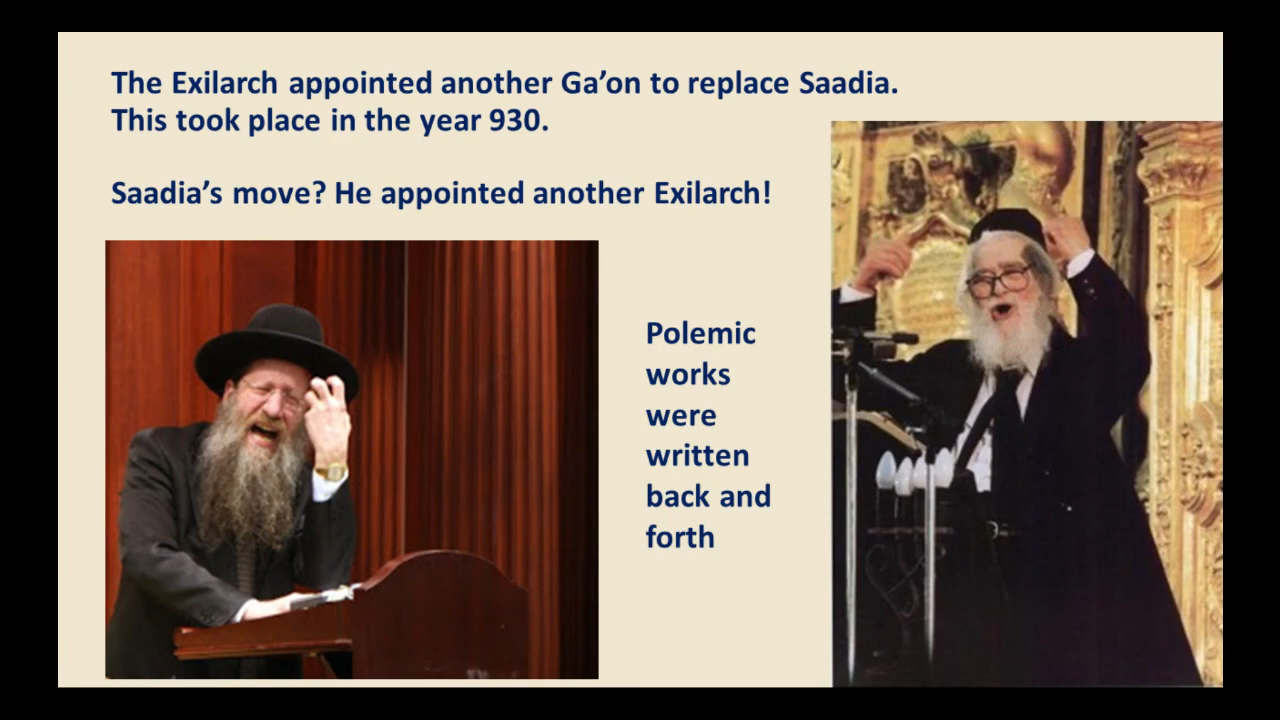 The Exilarch appointed another Ga’on to replace Saadia.
This took place in the year 930.
Saadia’s move? He appointed another Exilarch!
Polemic
works
were
written
back and
forth